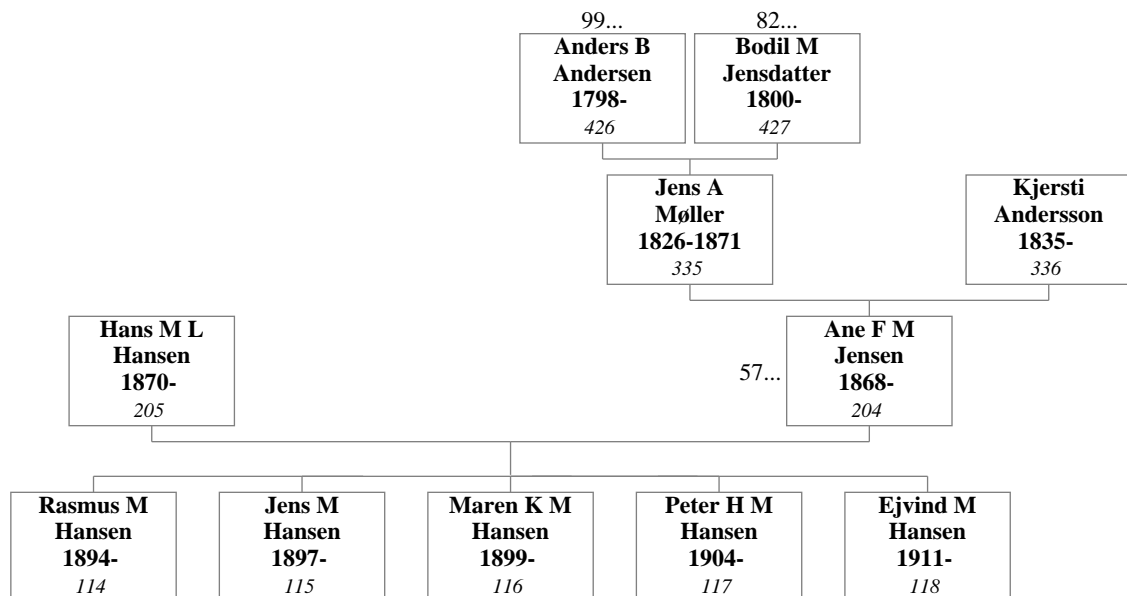 99...
82...
Anders B
Andersen
1798-
426
Bodil M
Jensdatter
1800-
427
Jens A
Møller
1826-1871
335
Kjersti
Andersson
1835-
336
Hans M L
Hansen
1870-
205
57...
Ane F M
Jensen
1868-
204
Rasmus M
Hansen
1894-
114
Jens M
Hansen
1897-
115
Maren K M
Hansen
1899-
116
Peter H M
Hansen
1904-
117
Ejvind M
Hansen
1911-
118